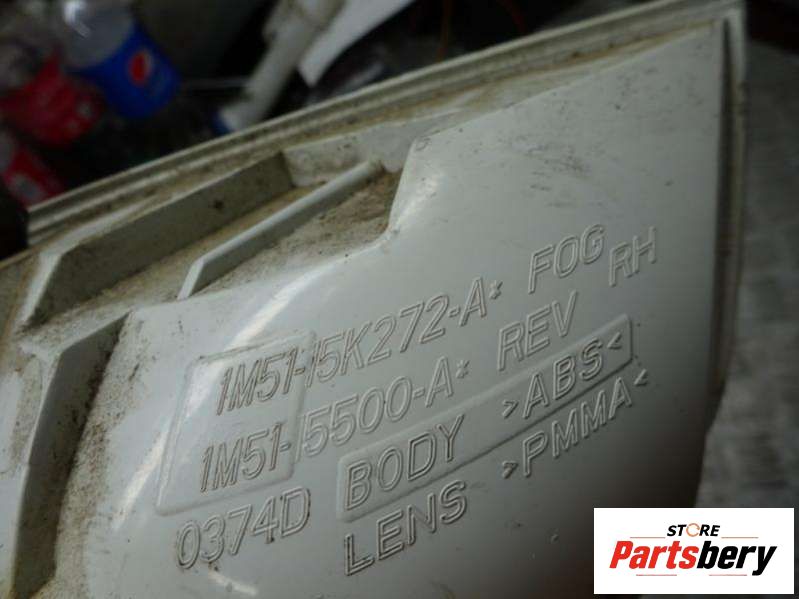 1M51-15K272-A* FOG
1M51-15500-A* REV RH
0374D BODY >ABS<
LENS >PMMA<
STORE
Partsbery